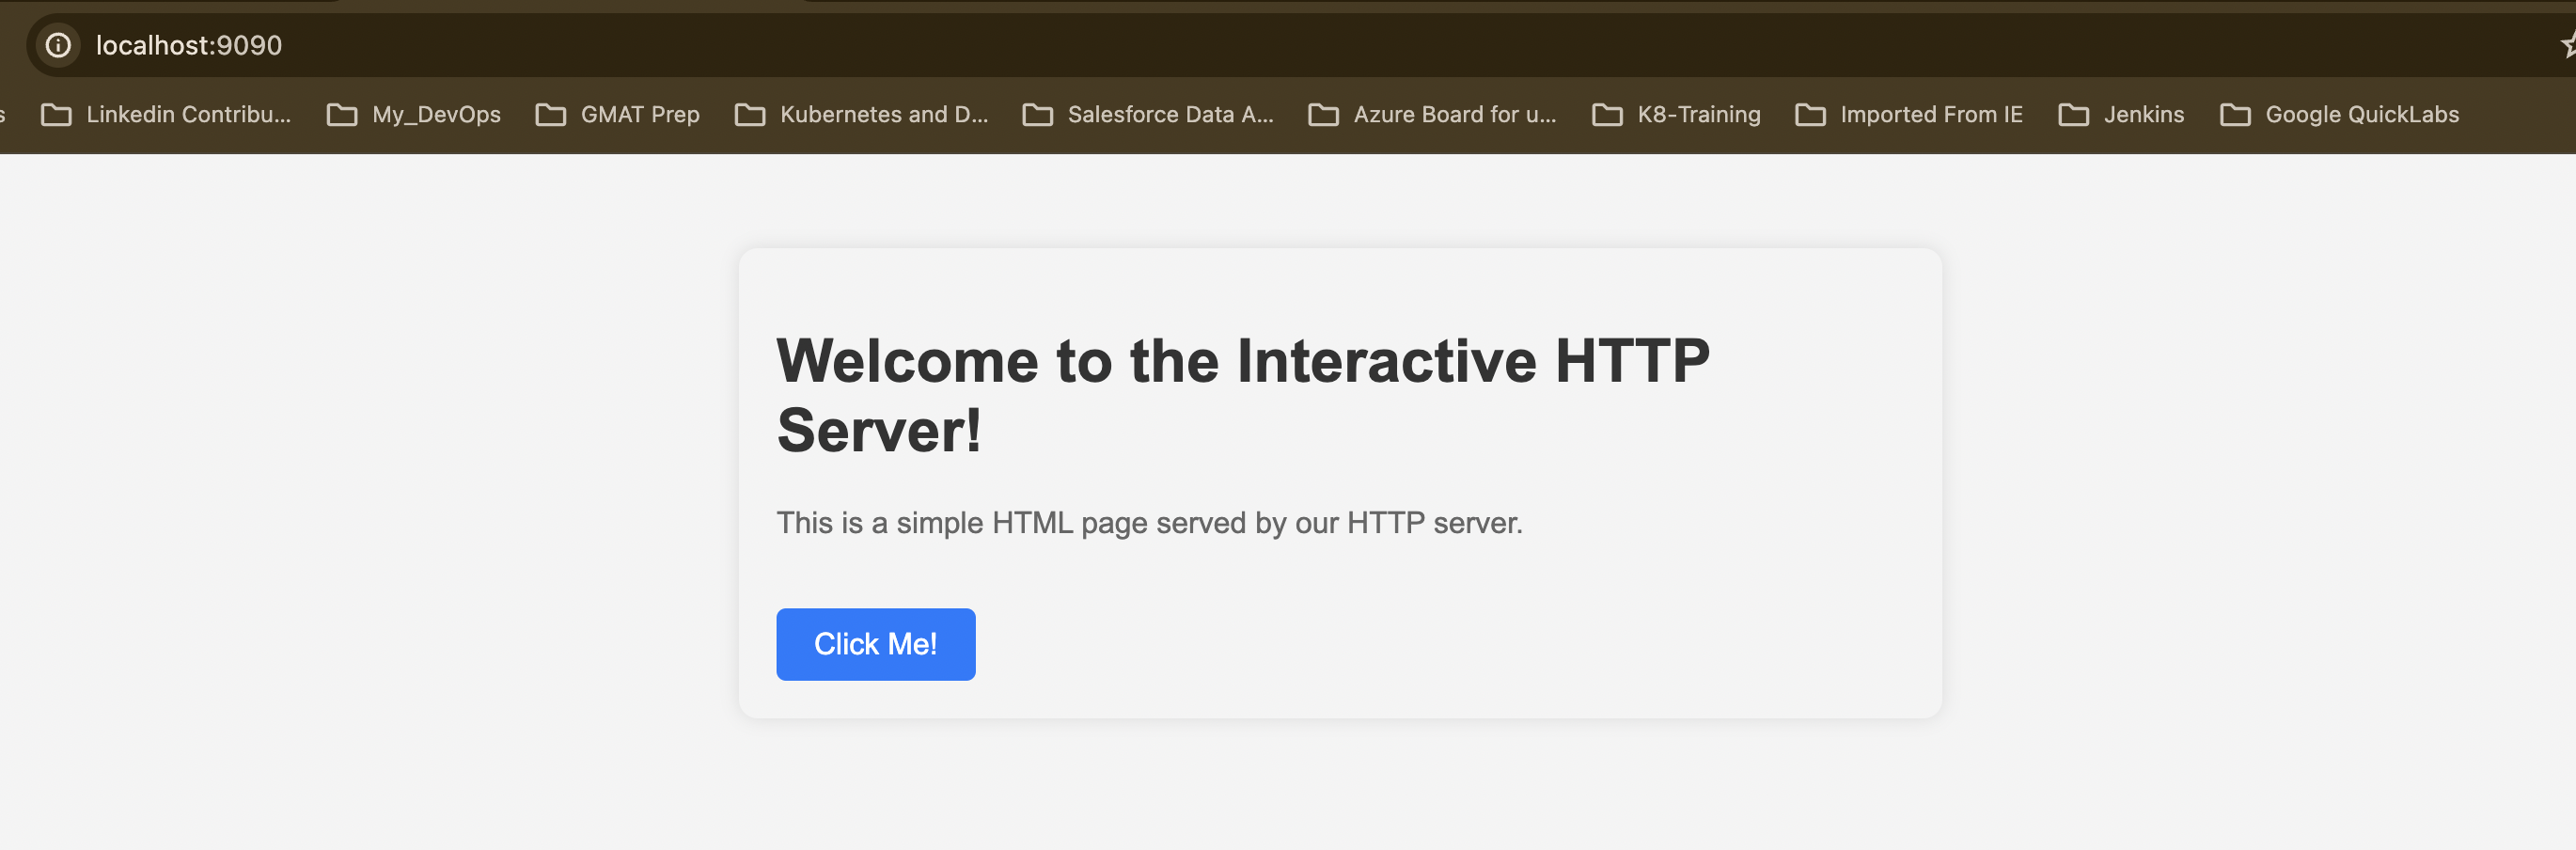 localhost:9090
s Linkedin Contribu... My_DevOps GMAT Prep Kubernetes and D... Salesforce Data A... Azure Board for u... K8-Training Imported From IE Jenkins Google QuickLabs
Welcome to the Interactive HTTP
Server!
This is a simple HTML page served by our HTTP server.
Click Me!